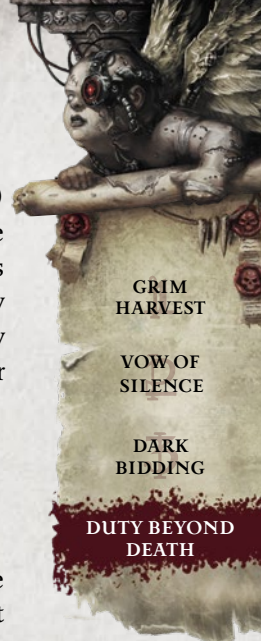 GRIM
HARVEST
VOW OF
SILENCE
DARK
BIDDING
DUTY BEYOND
DEATH